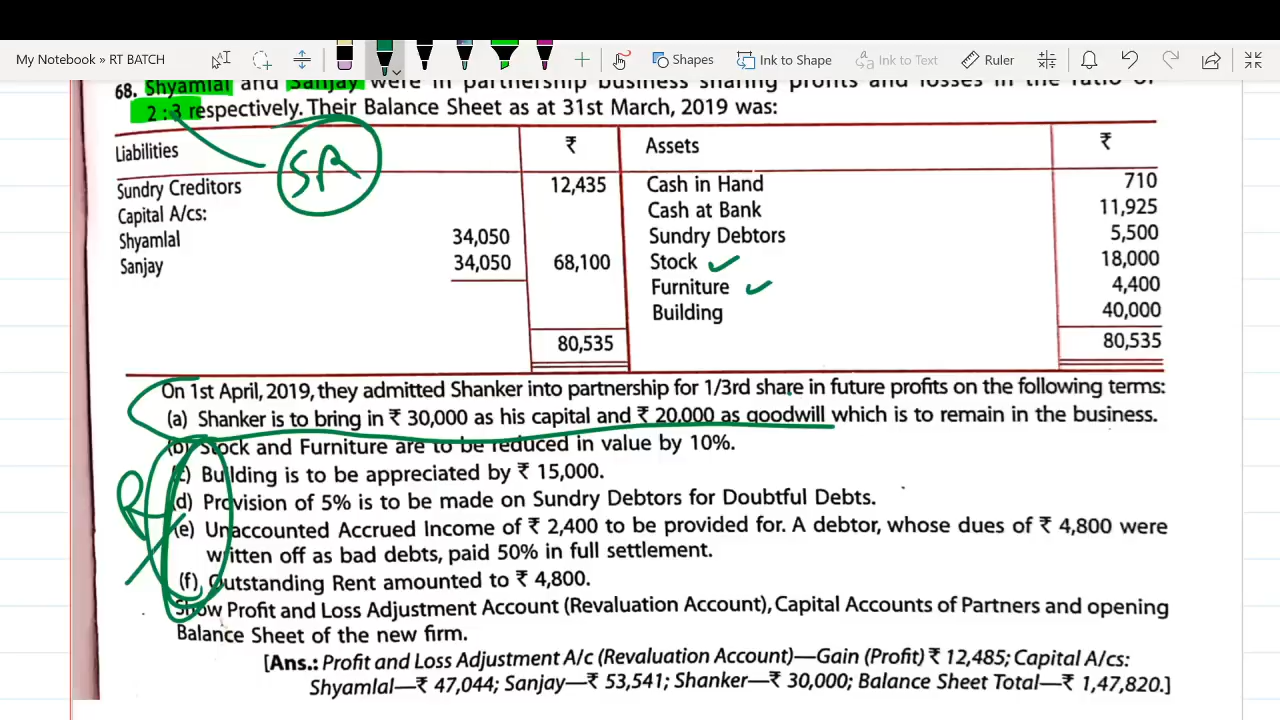 My Notebook » RT BATCH
Shapes
Ink to Shape
Ink to Text
Ruler
68. Shyamlal and Sanjay were in partnership business sharing profits and losses in the ratio of
2 : 3 respectively. Their Balance Sheet as at 31st March, 2019 was:
Liabilities ₹ Assets ₹
SR
Sundry Creditors 12,435 Cash in Hand 710
Capital A/cs: Cash at Bank 11,925
Shyamlal 34,050 Sundry Debtors 5,500
Sanjay 34,050 68,100 Stock 18,000
Furniture 4,400
Building 40,000
80,535 80,535
On 1st April, 2019, they admitted Shanker into partnership for 1/3rd share in future profits on the following terms:
(a) Shanker is to bring in ₹ 30,000 as his capital and ₹ 20,000 as goodwill which is to remain in the business.
(b) Stock and Furniture are to be reduced in value by 10%.
(c) Building is to be appreciated by ₹ 15,000.
(d) Provision of 5% is to be made on Sundry Debtors for Doubtful Debts.
(e) Unaccounted Accrued Income of ₹ 2,400 to be provided for. A debtor, whose dues of ₹ 4,800 were
written off as bad debts, paid 50% in full settlement.
(f) Outstanding Rent amounted to ₹ 4,800.
Show Profit and Loss Adjustment Account (Revaluation Account), Capital Accounts of Partners and opening
Balance Sheet of the new firm.
[Ans.: Profit and Loss Adjustment A/c (Revaluation Account)—Gain (Profit) ₹ 12,485; Capital A/cs:
Shyamlal—₹ 47,044; Sanjay—₹ 53,541; Shanker—₹ 30,000; Balance Sheet Total—₹ 1,47,820.]